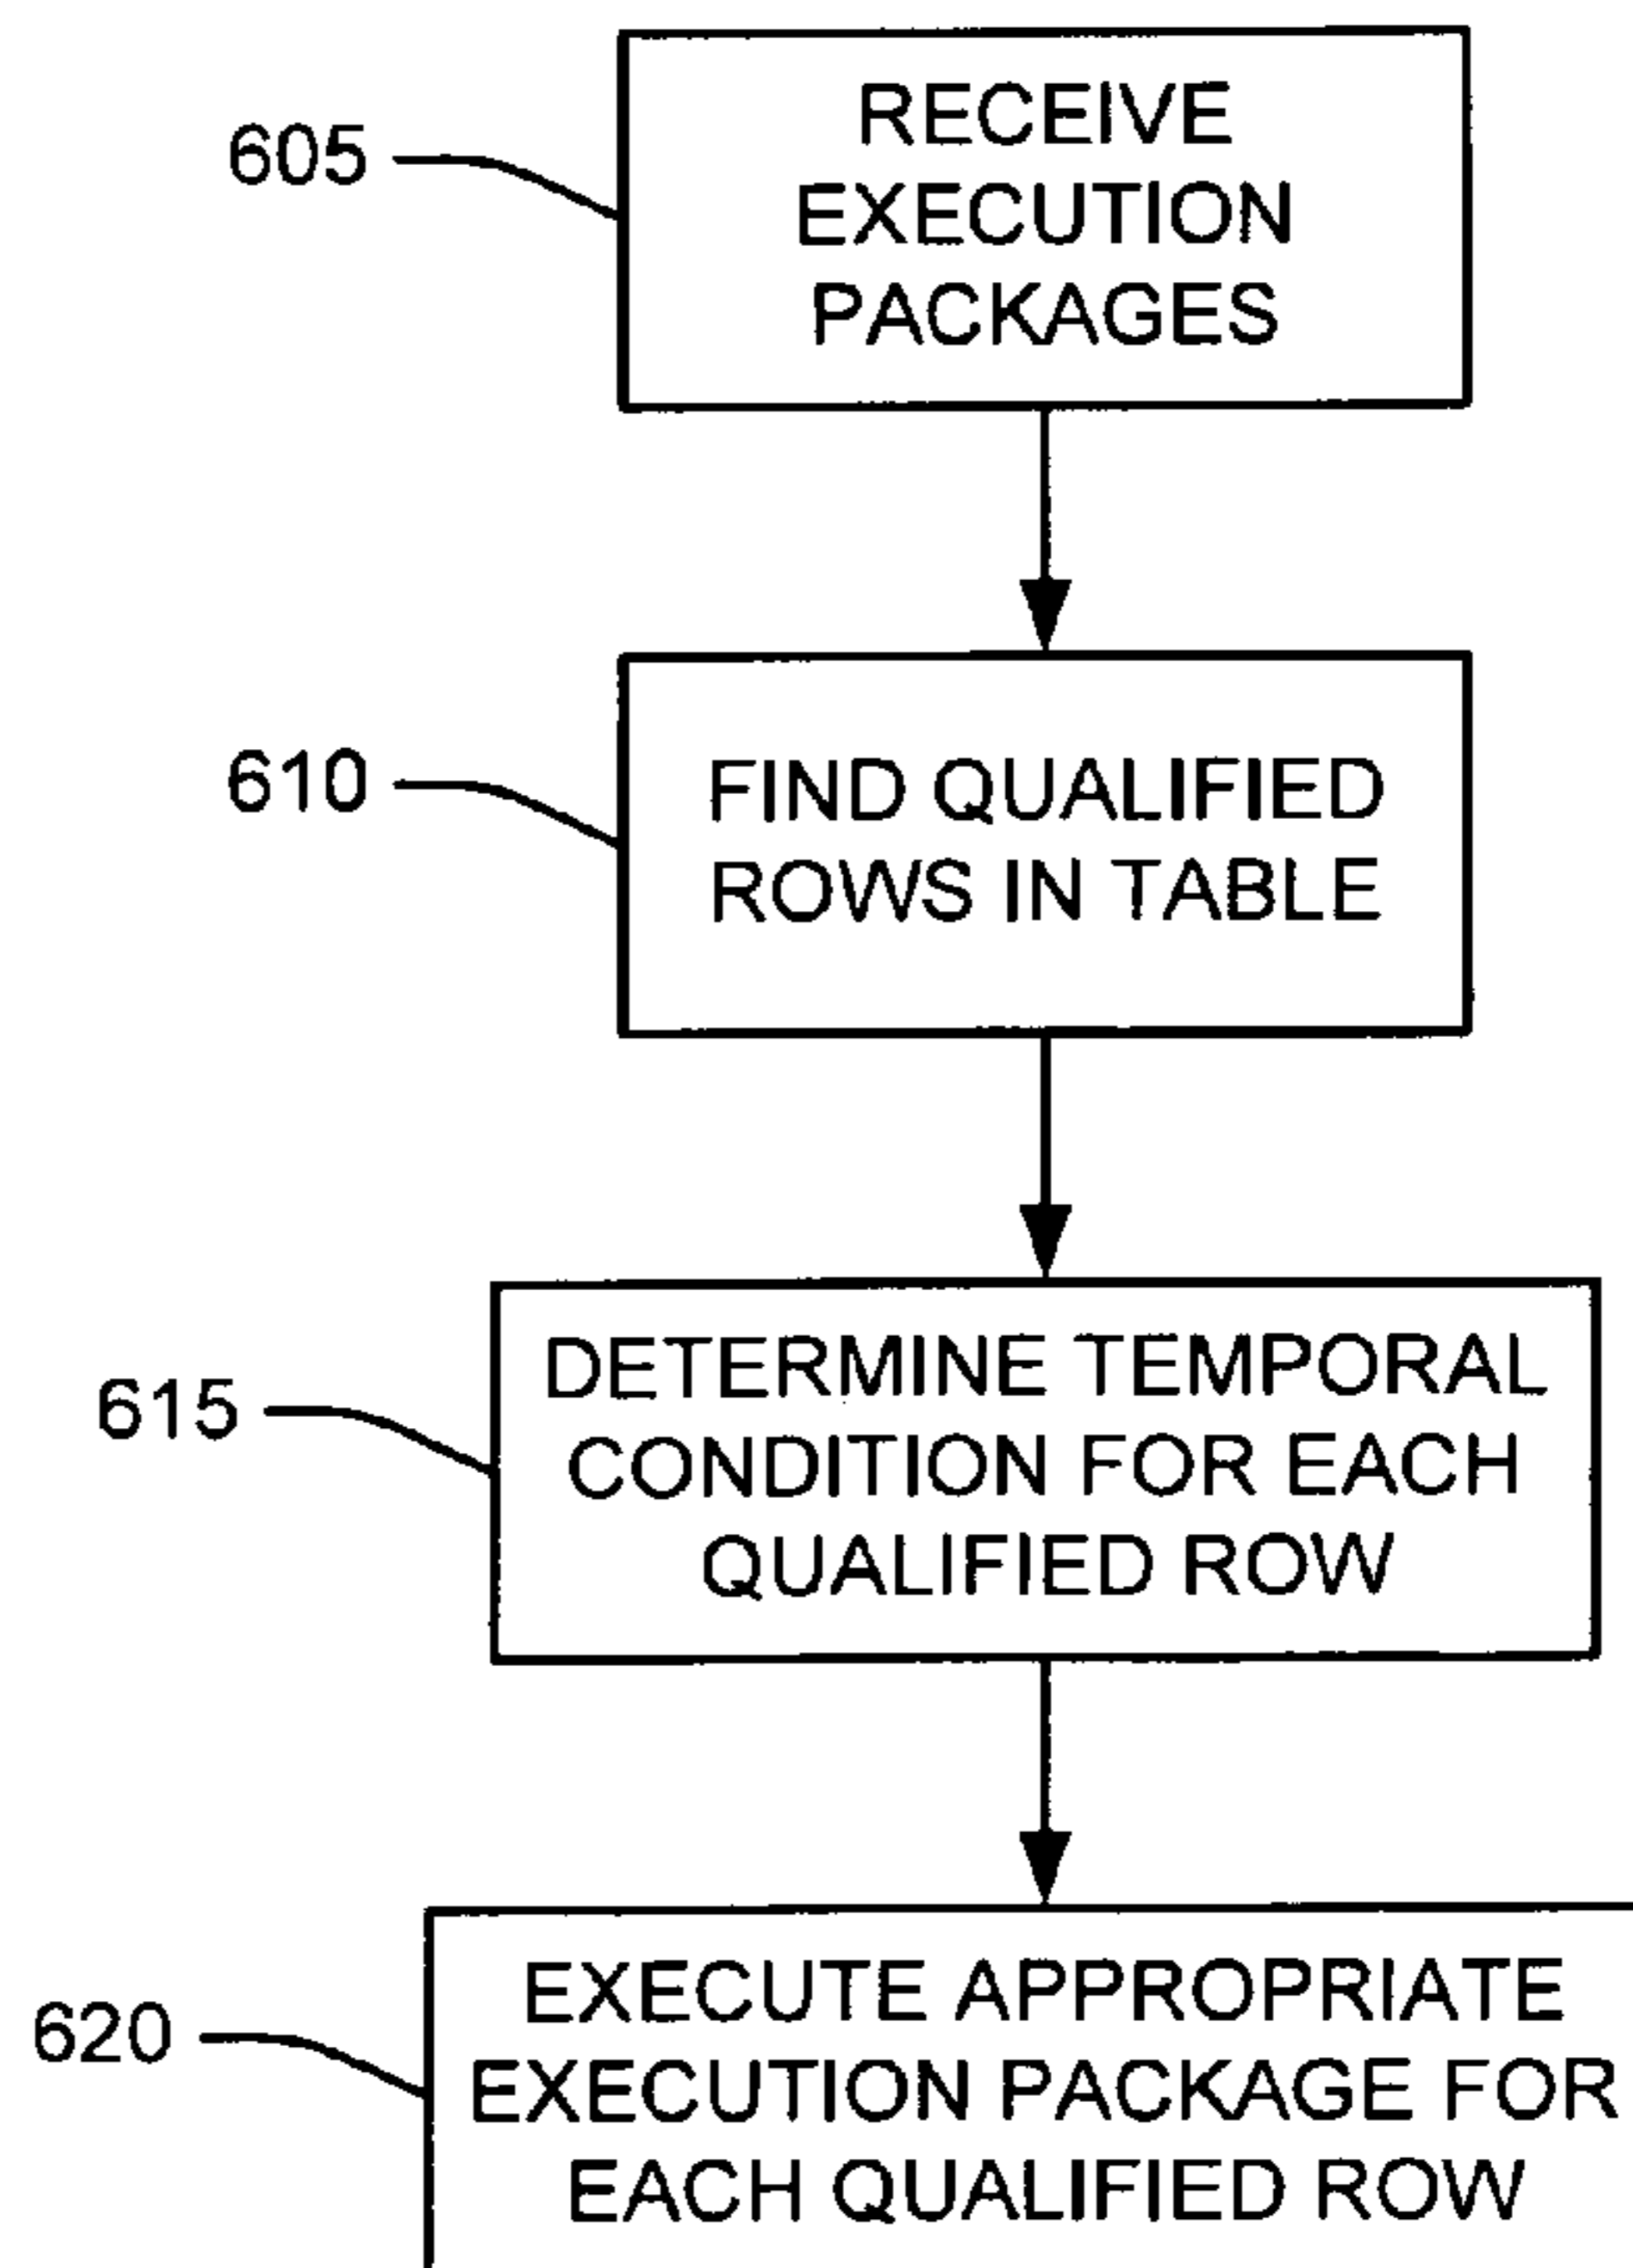 605
RECEIVE
EXECUTION
PACKAGES
610
FIND QUALIFIED
ROWS IN TABLE
615
DETERMINE TEMPORAL
CONDITION FOR EACH
QUALIFIED ROW
620
EXECUTE APPROPRIATE
EXECUTION PACKAGE FOR
EACH QUALIFIED ROW